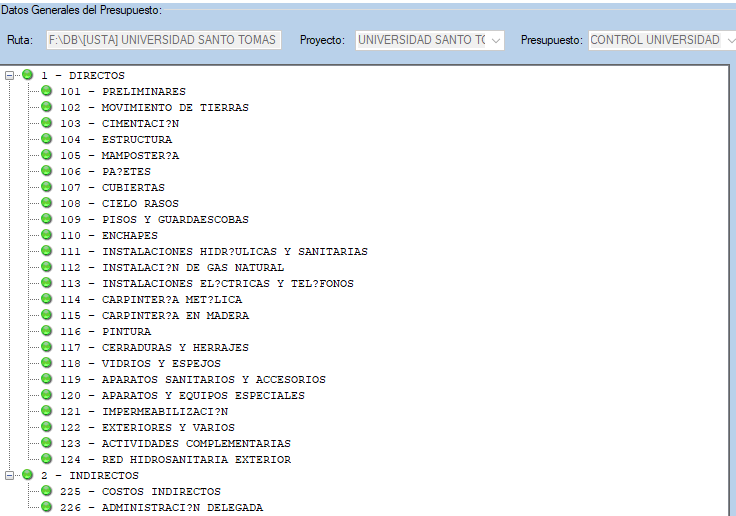 Datos Generales del Presupuesto:
Ruta: F:\DB\[USTA] UNIVERSIDAD SANTO TOMAS Proyecto: UNIVERSIDAD SANTO TO Presupuesto: CONTROL UNIVERSIDAD
1 - DIRECTOS
101 - PRELIMINARES
102 - MOVIMIENTO DE TIERRAS
103 - CIMENTACI?N
104 - ESTRUCTURA
105 - MAMPOSTER?A
106 - PA?ETES
107 - CUBIERTAS
108 - CIELO RASOS
109 - PISOS Y GUARDAESCOBAS
110 - ENCHAPES
111 - INSTALACIONES HIDR?ULICAS Y SANITARIAS
112 - INSTALACI?N DE GAS NATURAL
113 - INSTALACIONES EL?CTRICAS Y TEL?FONOS
114 - CARPINTER?A MET?LICA
115 - CARPINTER?A EN MADERA
116 - PINTURA
117 - CERRADURAS Y HERRAJES
118 - VIDRIOS Y ESPEJOS
119 - APARATOS SANITARIOS Y ACCESORIOS
120 - APARATOS Y EQUIPOS ESPECIALES
121 - IMPERMEABILIZACI?N
122 - EXTERIORES Y VARIOS
123 - ACTIVIDADES COMPLEMENTARIAS
124 - RED HIDROSANITARIA EXTERIOR
2 - INDIRECTOS
225 - COSTOS INDIRECTOS
226 - ADMINISTRACI?N DELEGADA